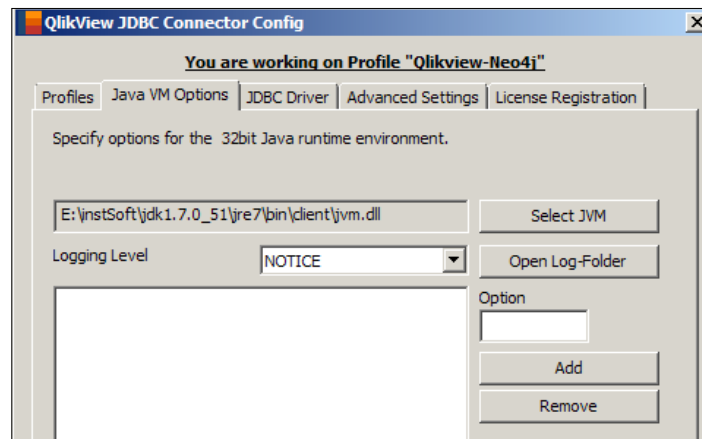 QlikView JDBC Connector Config
You are working on Profile "Qlikview-Neo4j"
Profiles Java VM Options JDBC Driver Advanced Settings License Registration
Specify options for the 32bit Java runtime environment.
E:\instSoft\jdk1.7.0_51\jre7\bin\client\jvm.dll Select JVM
Logging Level NOTICE Open Log-Folder
Option
Add
Remove